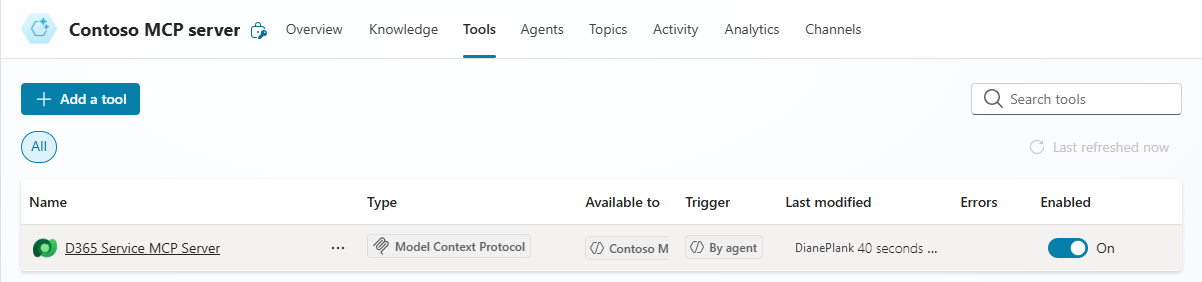 Contoso MCP server Overview Knowledge Tools Agents Topics Activity Analytics Channels
+ Add a tool Search tools
All Last refreshed now
Name Type Available to Trigger Last modified Errors Enabled
D365 Service MCP Server ... Model Context Protocol Contoso M By agent DianePlank 40 seconds ... On